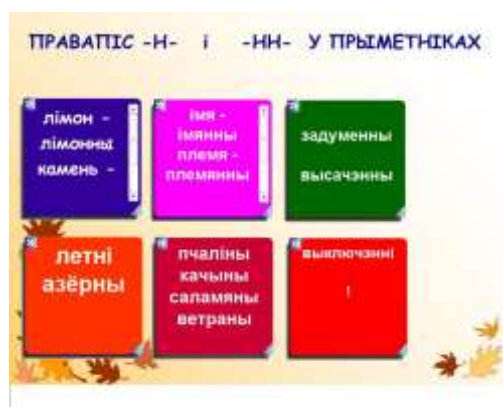 ПРАВАПІС -Н- і -НН- У ПРЫМЕТНІКАХ
лімон -
лімонны
камень -
імя -
імянны
племя -
племянны
задуменны
высачэнны
летні
азёрны
пчаліны
качыны
саламяны
ветраны
выключэнні
!